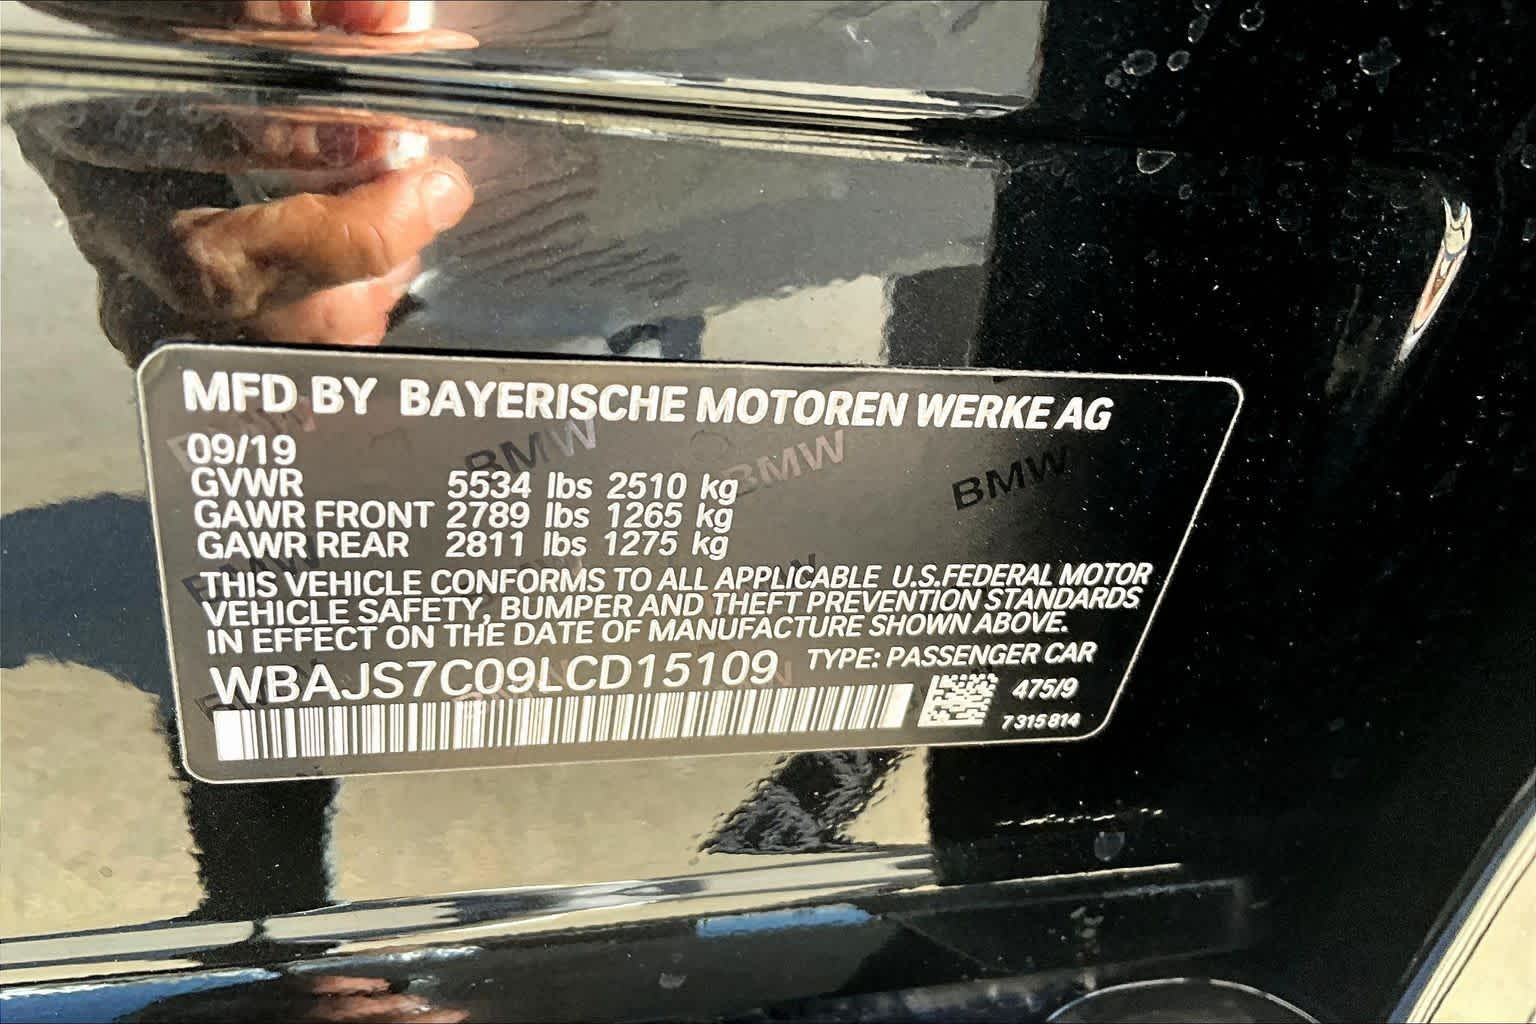 MFD BY BAYERISCHE MOTOREN WERKE AG
09/19
GVWR 5534 lbs 2510 kg
GAWR FRONT 2789 lbs 1265 kg
GAWR REAR 2811 lbs 1275 kg
THIS VEHICLE CONFORMS TO ALL APPLICABLE U.S.FEDERAL MOTOR
VEHICLE SAFETY, BUMPER AND THEFT PREVENTION STANDARDS
IN EFFECT ON THE DATE OF MANUFACTURE SHOWN ABOVE.
WBAJS7C09LCD15109 TYPE: PASSENGER CAR
475/9
7 315 814
BMW BMW BMW BMW